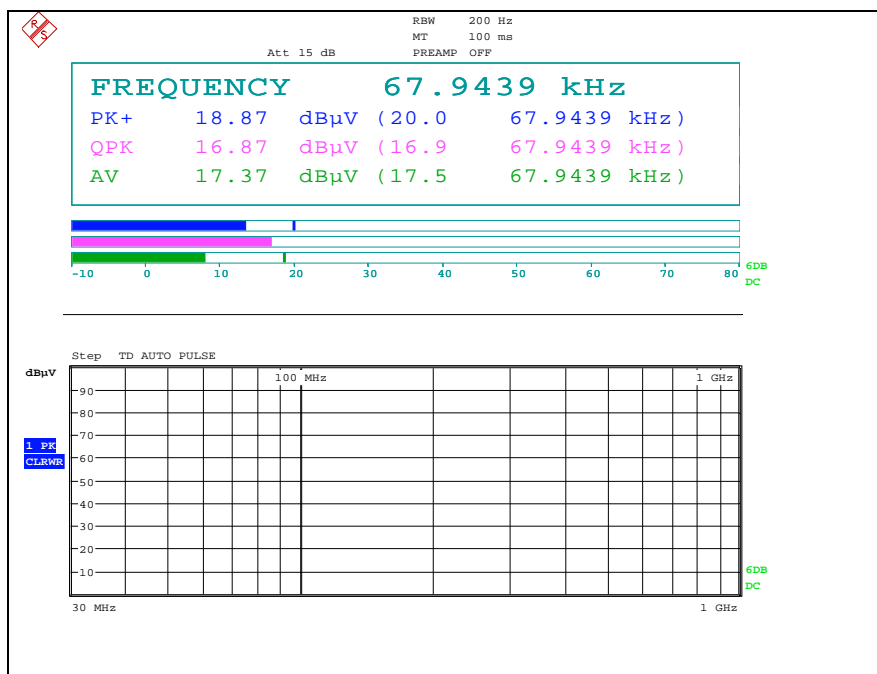 R S
RBW 200 Hz
MT 100 ms
Att 15 dB PREAMP OFF
FREQUENCY 67.9439 kHz
PK+ 18.87 dBµV (20.0 67.9439 kHz)
QPK 16.87 dBµV (16.9 67.9439 kHz)
AV 17.37 dBµV (17.5 67.9439 kHz)
-10 0 10 20 30 40 50 60 70 80
6DB
DC
Step TD AUTO PULSE
dBµV
100 MHz 1 GHz
90
80
70
1 PK
CLRWR
60
50
40
30
20
10
6DB
DC
30 MHz 1 GHz